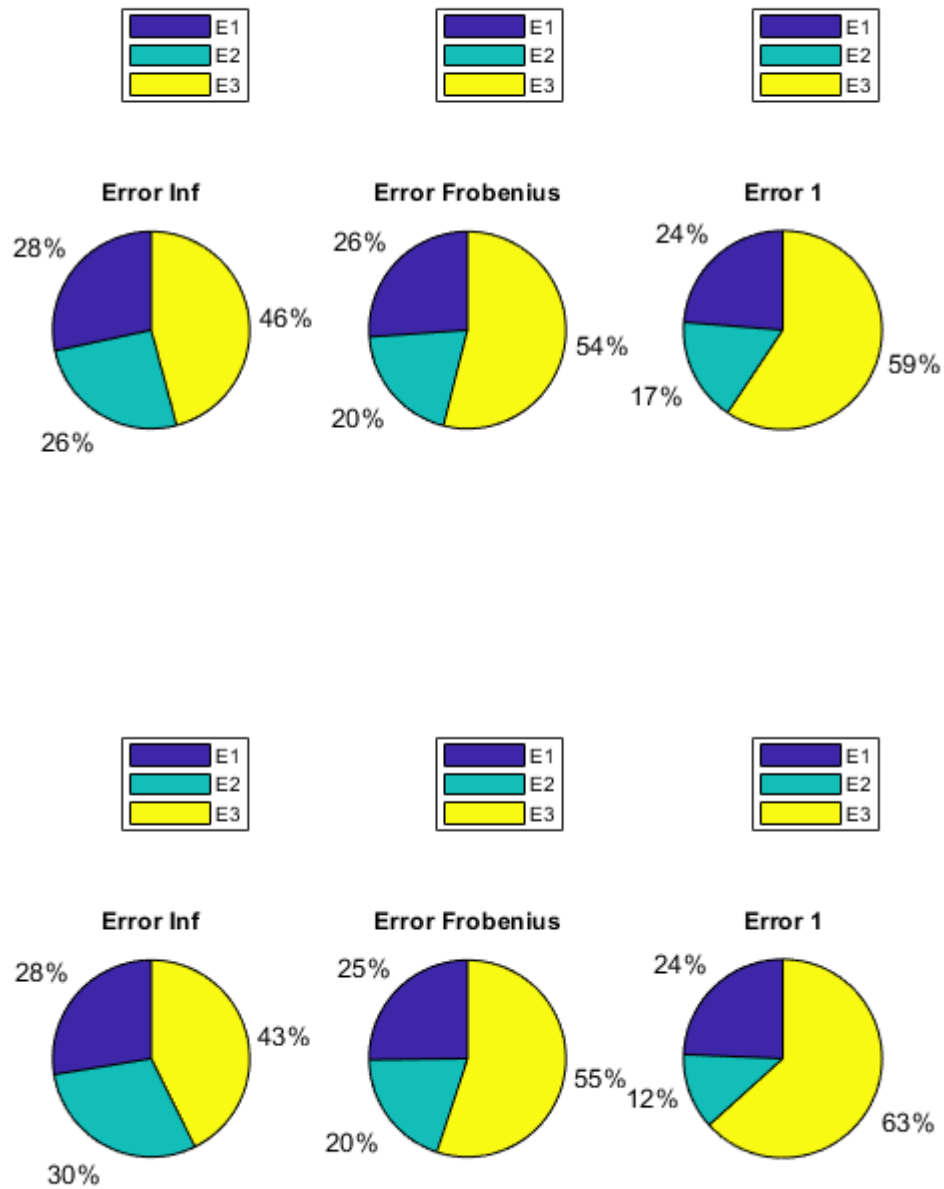 E1
E2
E3
E1
E2
E3
E1
E2
E3
Error Inf
28%
46%
26%
Error Frobenius
26%
54%
20%
Error 1
24%
59%
17%
E1
E2
E3
E1
E2
E3
E1
E2
E3
Error Inf
28%
43%
30%
Error Frobenius
25%
55%
20%
Error 1
24%
12%
63%